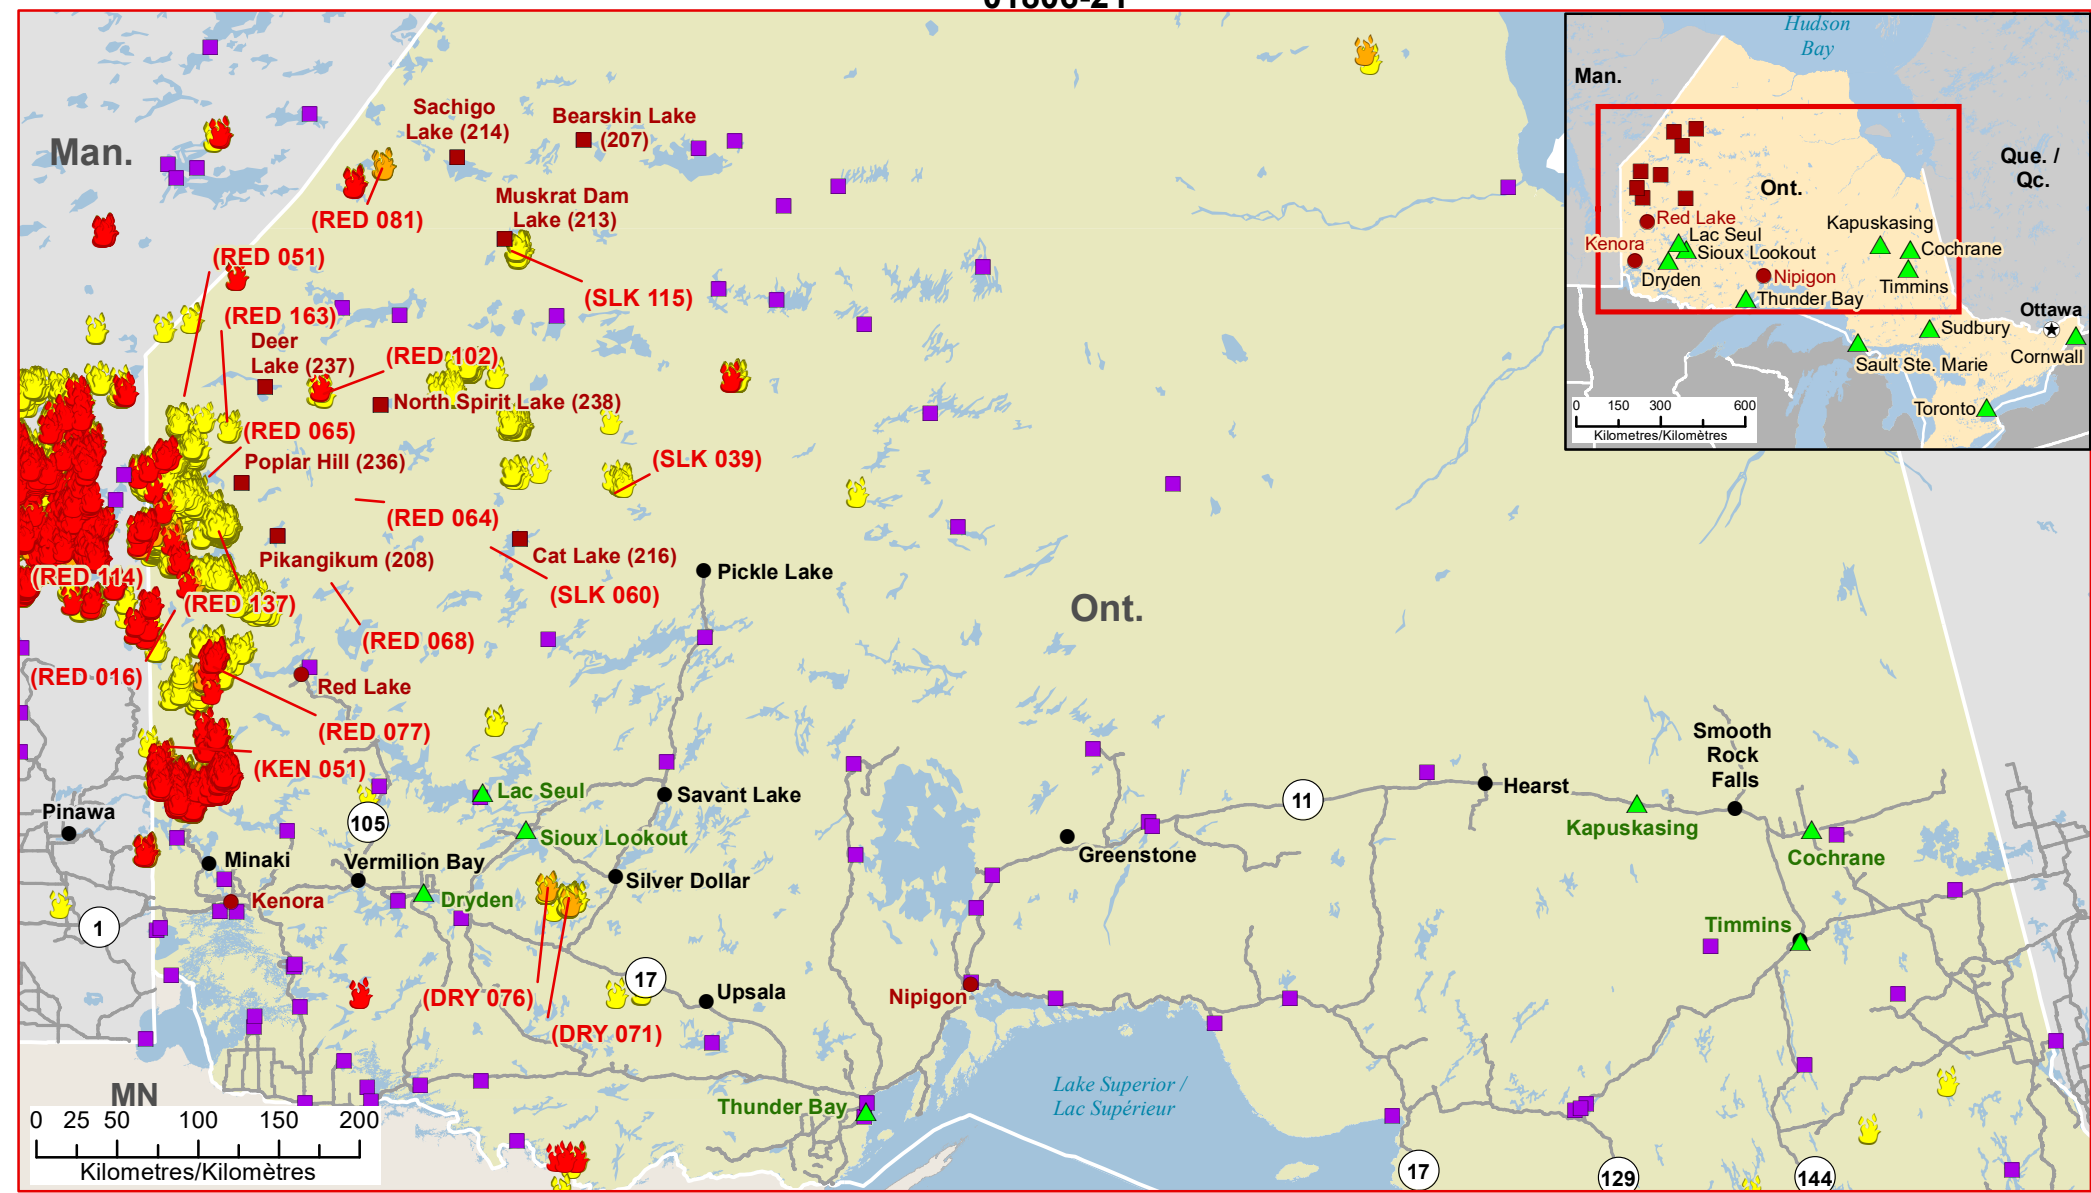 Man.
Sachigo
Lake (214)
Bearskin Lake
(207)
Muskrat Dam
Lake (213)
(RED 081)
(RED 051)
(SLK 115)
(RED 163)
Deer
Lake (237)
(RED 102)
North Spirit Lake (238)
(RED 065)
Poplar Hill (236)
(SLK 039)
(RED 064)
Pikangikum (208)
Cat Lake (216)
(SLK 060)
Pickle Lake
Ont.
(RED 114)
(RED 137)
(RED 068)
(RED 016)
Red Lake
(RED 077)
(KEN 051)
Lac Seul
Savant Lake
Pinawa
105
Sioux Lookout
Minaki
Vermilion Bay
Silver Dollar
Kenora
Dryden
1
(DRY 076)
17
Upsala
(DRY 071)
Nipigon
Greenstone
11
Hearst
Smooth
Rock
Falls
Kapuskasing
Cochrane
Timmins
MN
Thunder Bay
Lake Superior /
Lac Supérieur
17
129
144
0 25 50 100 150 200
Kilometres/Kilomètres
Hudson
Bay
Man.
Que. /
Qc.
Ont.
Red Lake
Kapuskasing
Kenora
Lac Seul
Sioux Lookout
Cochrane
Dryden
Nipigon
Timmins
Thunder Bay
Ottawa
Sudbury
Cornwall
Sault Ste. Marie
Toronto
0 150 300 600
Kilometres/Kilomètres